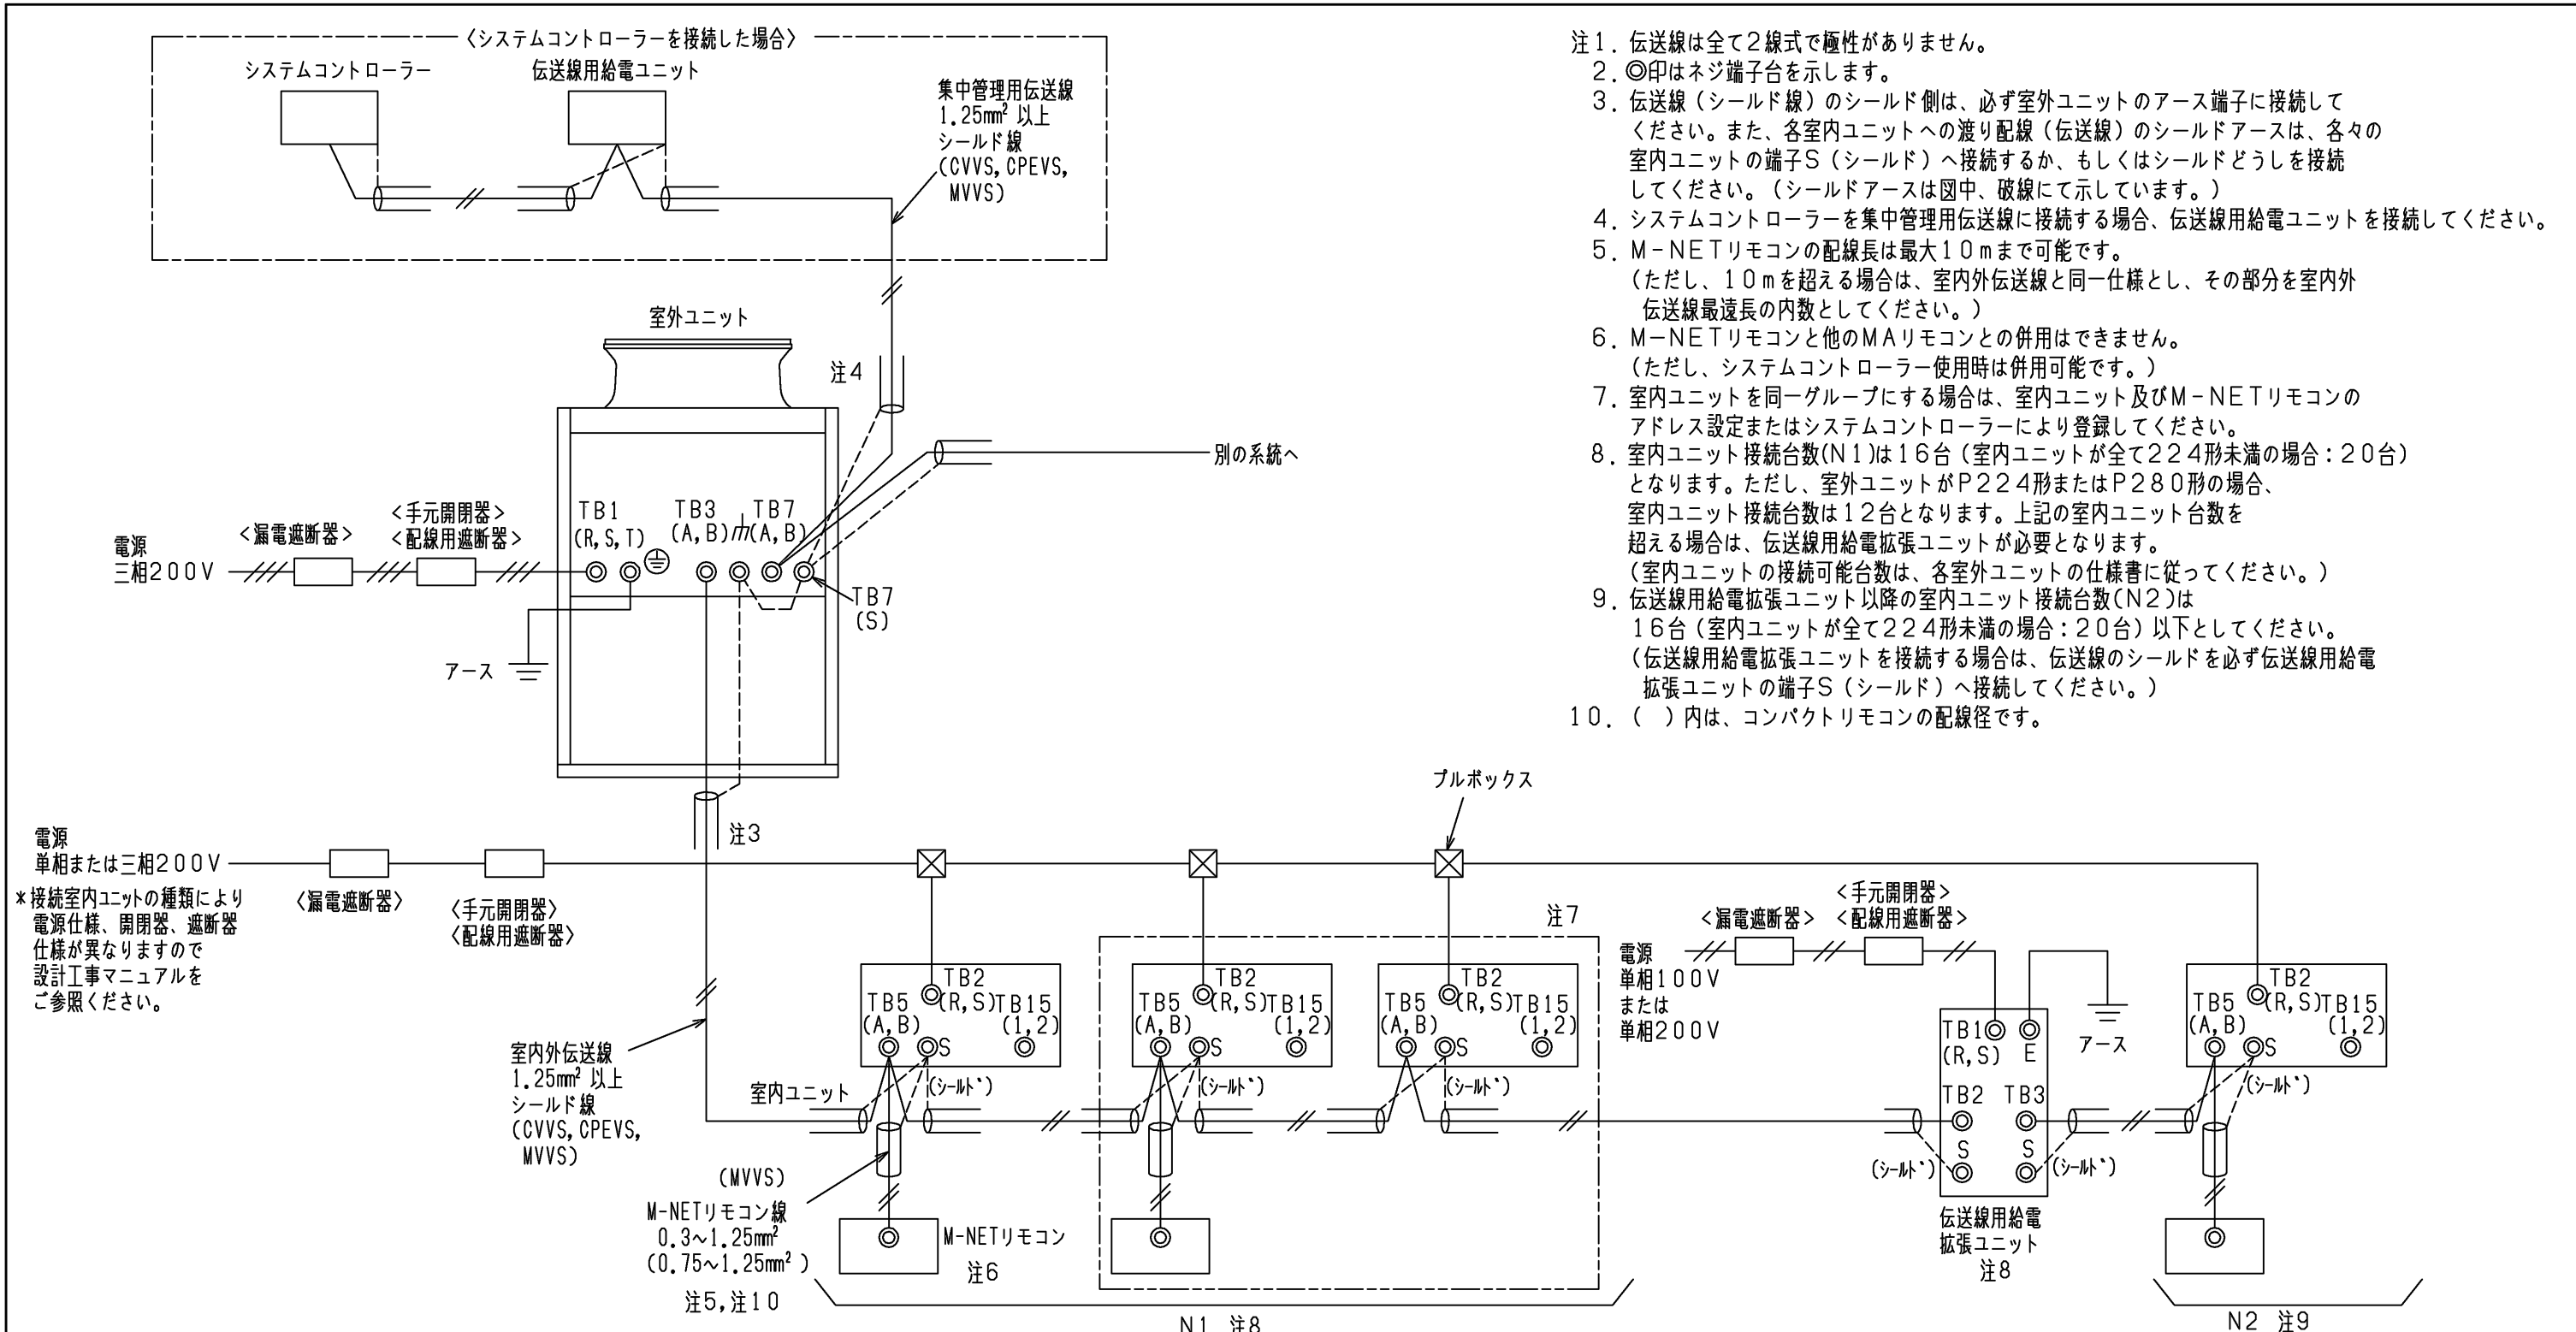 〈システムコントローラーを接続した場合〉
システムコントローラー
伝送線用給電ユニット
集中管理用伝送線
1.25mm² 以上
シールド線
(CVVS,CPEVS,
MVVS)
注1. 伝送線は全て2線式で極性がありません。
2. ◎印はネジ端子台を示します。
3. 伝送線（シールド線）のシールド側は、必ず室外ユニットのアース端子に接続して
ください。また、各室内ユニットへの渡り配線（伝送線）のシールドアースは、各々の
室内ユニットの端子S（シールド）へ接続するか、もしくはシールドどうしを接続
してください。（シールドアースは図中、破線にて示しています。）
4. システムコントローラーを集中管理用伝送線に接続する場合、伝送線用給電ユニットを接続してください。
5. M-NETリモコンの配線長は最大10mまで可能です。
（ただし、10mを超える場合は、室内外伝送線と同一仕様とし、その部分を室内外
伝送線最遠長の内数としてください。）
6. M-NETリモコンと他のMAリモコンとの併用はできません。
（ただし、システムコントローラー使用時は併用可能です。）
7. 室内ユニットを同一グループにする場合は、室内ユニット及びM-NETリモコンの
アドレス設定またはシステムコントローラーにより登録してください。
8. 室内ユニット接続台数(N1)は16台（室内ユニットが全て224形未満の場合：20台）
となります。ただし、室外ユニットがP224形またはP280形の場合、
室内ユニット接続台数は12台となります。上記の室内ユニット台数を
超える場合は、伝送線用給電拡張ユニットが必要となります。
（室内ユニットの接続可能台数は、各室外ユニットの仕様書に従ってください。）
9. 伝送線用給電拡張ユニット以降の室内ユニット接続台数(N2)は
16台（室内ユニットが全て224形未満の場合：20台）以下としてください。
（伝送線用給電拡張ユニットを接続する場合は、伝送線のシールドを必ず伝送線用給電
拡張ユニットの端子S（シールド）へ接続してください。）
10. （ ）内は、コンパクトリモコンの配線径です。
室外ユニット
注4
別の系統へ
電源
三相200V
<漏電遮断器>
<手元開閉器>
<配線用遮断器>
TB1
(R,S,T)
TB3
(A,B)
TB7
(A,B)
TB7
(S)
アース
注3
プルボックス
電源
単相または三相200V
*接続室内ユニットの種類により
電源仕様、開閉器、遮断器
仕様が異なりますので
設計工事マニュアルを
ご参照ください。
〈漏電遮断器〉
〈手元開閉器〉
〈配線用遮断器〉
注7
室内外伝送線
1.25mm² 以上
シールド線
(CVVS,CPEVS,
MVVS)
室内ユニット
TB2
(R,S)
TB5
(A,B)
TB15
(1,2)
S
(シールド)
TB2
(R,S)
TB5
(A,B)
TB15
(1,2)
S
(シールド)
TB2
(R,S)
TB5
(A,B)
TB15
(1,2)
S
(シールド)
電源
単相100V
または
単相200V
<漏電遮断器>
<手元開閉器>
<配線用遮断器>
TB1
(R,S)
E
アース
TB2
TB3
S
S
(シールド)
(シールド)
伝送線用給電
拡張ユニット
注8
TB2
(R,S)
TB5
(A,B)
TB15
(1,2)
S
(シールド)
(MVVS)
M-NETリモコン線
0.3~1.25mm²
(0.75~1.25mm²)
注5,注10
M-NETリモコン
注6
N1 注8
N2 注9